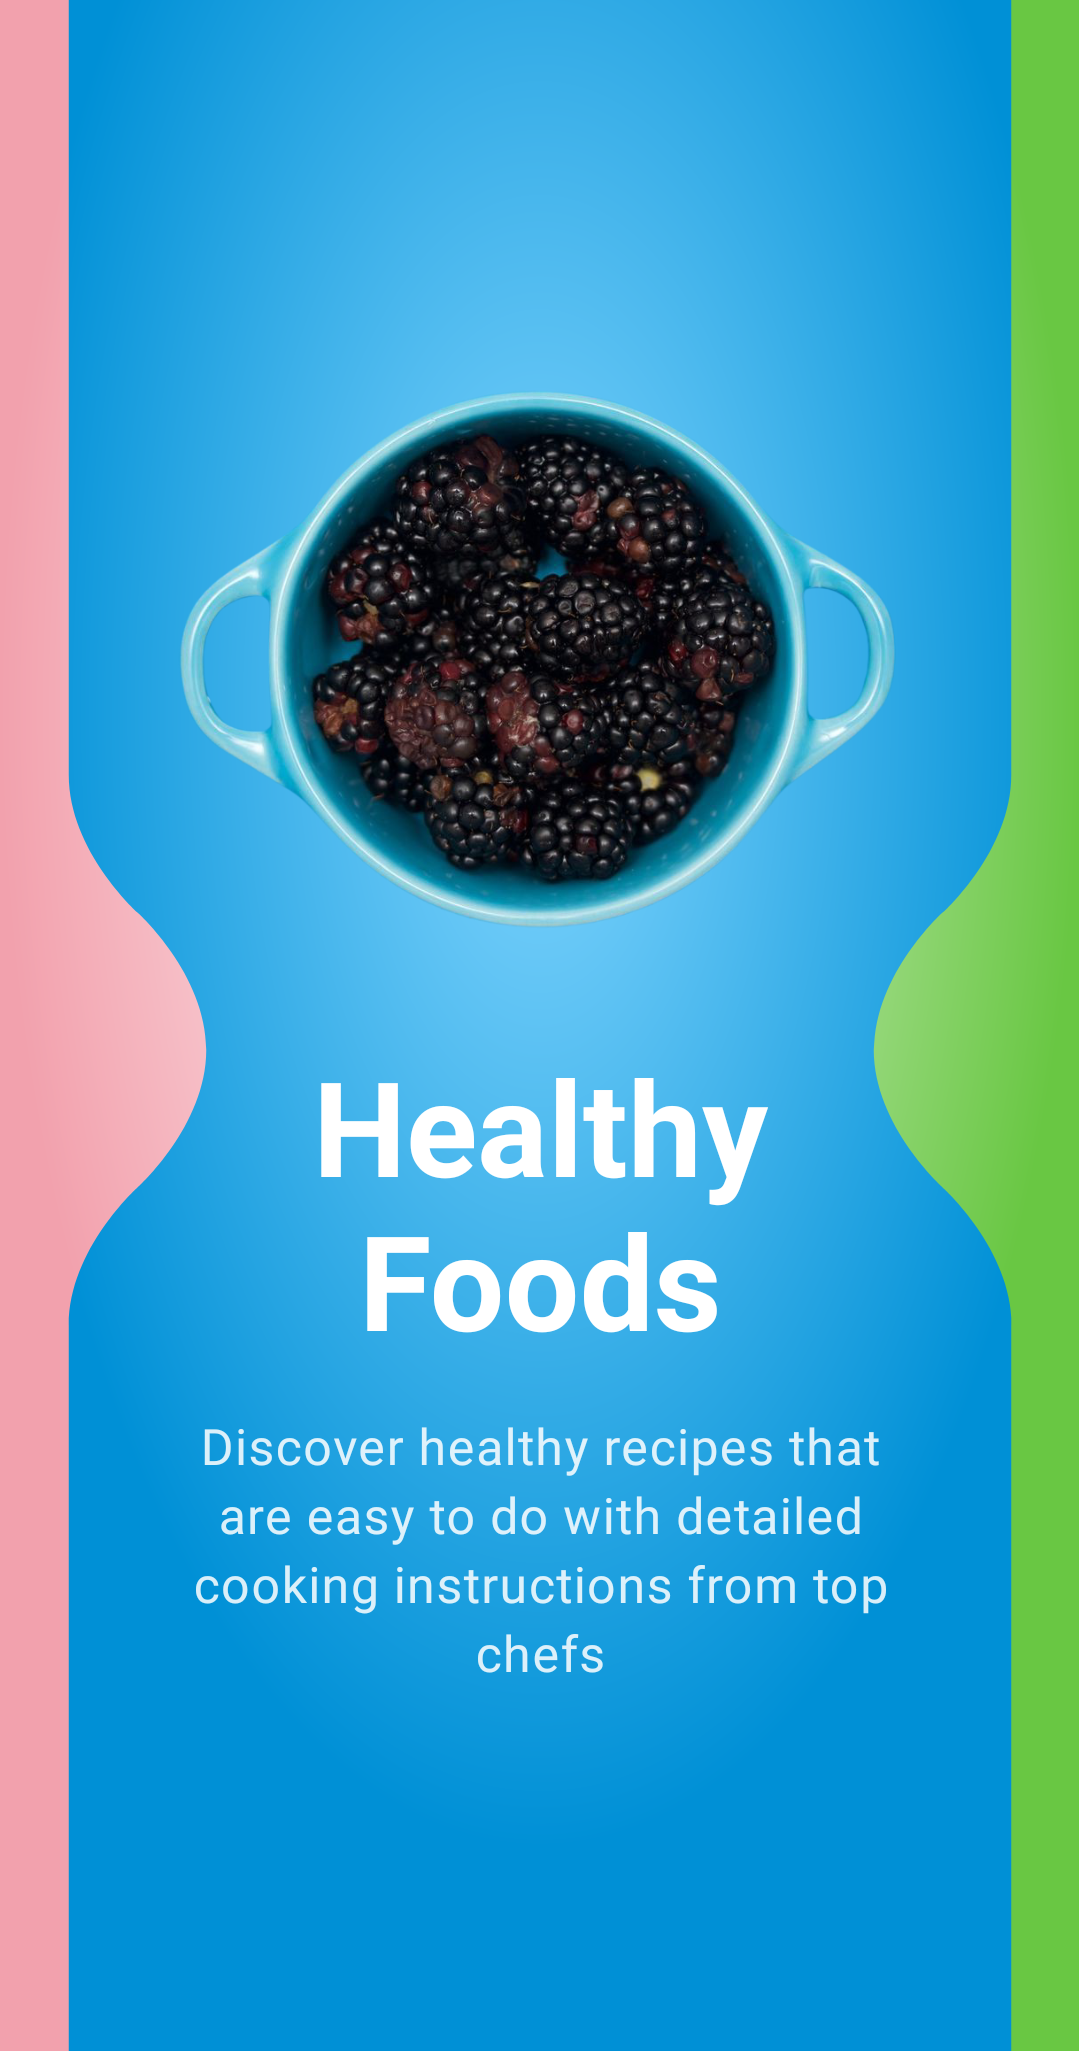 Healthy
Foods
Discover healthy recipes that
are easy to do with detailed
cooking instructions from top
chefs